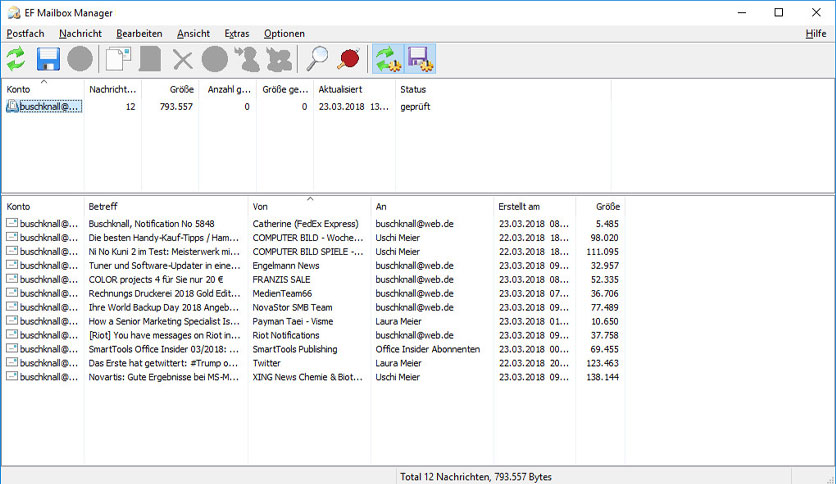 EF Mailbox Manager
Postfach Nachricht Bearbeiten Ansicht Extras Optionen Hilfe
Konto Nachricht... Größe Anzahl g... Größe ge... Aktualisiert Status
buschknall@... 12 793.557 0 0 23.03.2018 13... geprüft
Konto Betreff Von An Erstellt am Größe
buschknall@... Buschknall, Notification No 5848 Catherine (FedEx Express) buschknall@web.de 23.03.2018 08... 5.485
buschknall@... Die besten Handy-Kauf-Tipps / Ham... COMPUTER BILD - Woche... Uschi Meier 22.03.2018 18... 98.020
buschknall@... Ni No Kuni 2 im Test: Meisterwerk mi... COMPUTER BILD SPIELE -... Uschi Meier 22.03.2018 18... 111.095
buschknall@... Tuner und Software-Updater in eine... Engelmann News buschknall@web.de 23.03.2018 09... 32.957
buschknall@... COLOR projects 4 für Sie nur 20 € FRANZIS SALE buschknall@web.de 23.03.2018 08... 52.335
buschknall@... Rechnungs Druckerei 2018 Gold Edit... MedienTeam66 buschknall@web.de 23.03.2018 07... 36.706
buschknall@... Ihre World Backup Day 2018 Angeb... NovaStor SMB Team buschknall@web.de 23.03.2018 09... 77.489
buschknall@... How a Senior Marketing Specialist Is... Payman Taei - Visme Laura Meier 23.03.2018 01... 10.650
buschknall@... [Riot] You have messages on Riot in... Riot Notifications buschknall@web.de 23.03.2018 09... 37.758
buschknall@... SmartTools Office Insider 03/2018: ... SmartTools Publishing Office Insider Abonnenten 23.03.2018 00... 69.455
buschknall@... Das Erste hat getwittert: #Trump o... Twitter Laura Meier 22.03.2018 20... 123.463
buschknall@... Novartis: Gute Ergebnisse bei MS-M... XING News Chemie & Biot... Uschi Meier 23.03.2018 09... 138.144
Total 12 Nachrichten, 793.557 Bytes